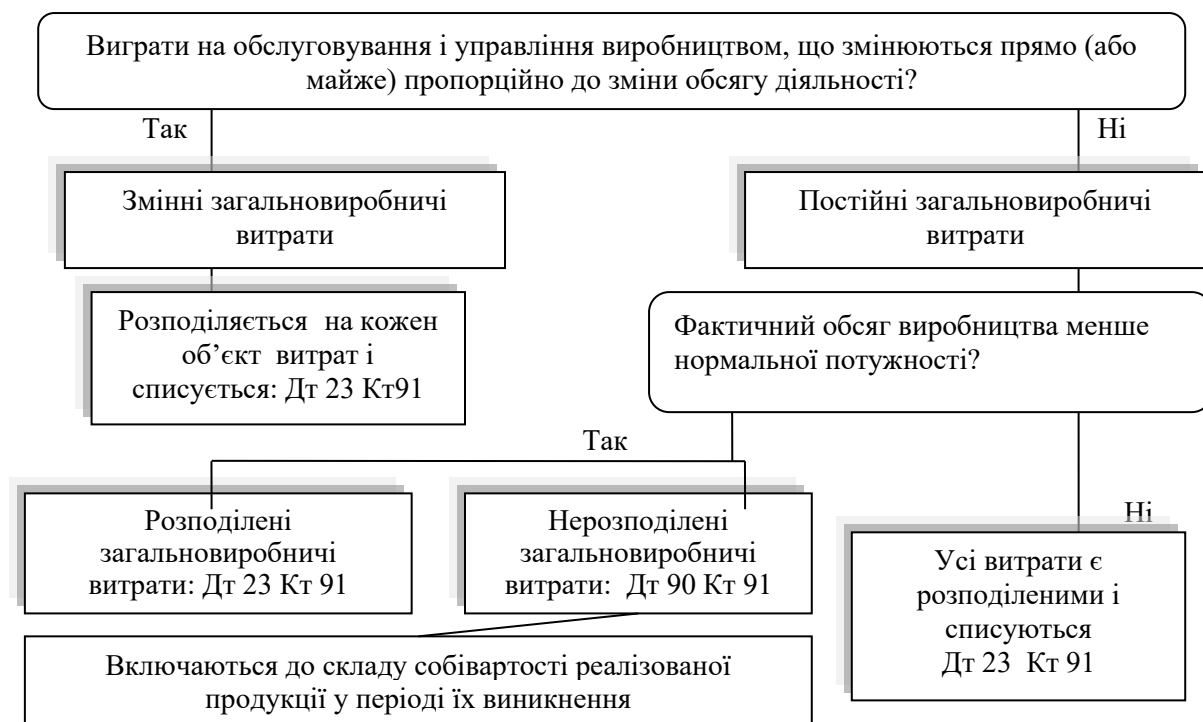 Виграти на обслуговування і управління виробництвом, що змінюються прямо (або
майже) пропорційно до зміни обсягу діяльності?
Так
Ні
Змінні загальновиробничі
витрати
Постійні загальновиробничі
витрати
Розподіляється на кожен
об’єкт витрат і
списується: Дт 23 Кт91
Фактичний обсяг виробництва менше
нормальної потужності?
Так
Розподілені
загальновиробничі
витрати: Дт 23 Кт 91
Нерозподілені
загальновиробничі
витрати: Дт 90 Кт 91
Ні
Усі витрати є
розподіленими і
списуються
Дт 23 Кт 91
Включаються до складу собівартості реалізованої
продукції у періоді їх виникнення